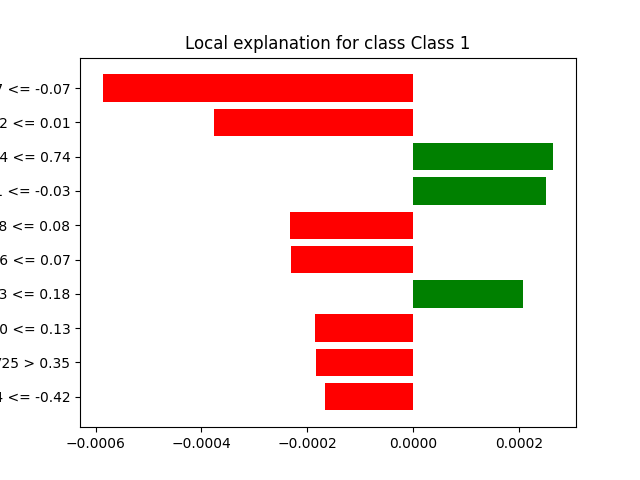 Local explanation for class Class 1
7 <= -0.07
2 <= 0.01
4 <= 0.74
<= -0.03
8 <= 0.08
6 <= 0.07
3 <= 0.18
0 <= 0.13
V25 > 0.35
4 <= -0.42
−0.0006 −0.0004 −0.0002 0.0000 0.0002